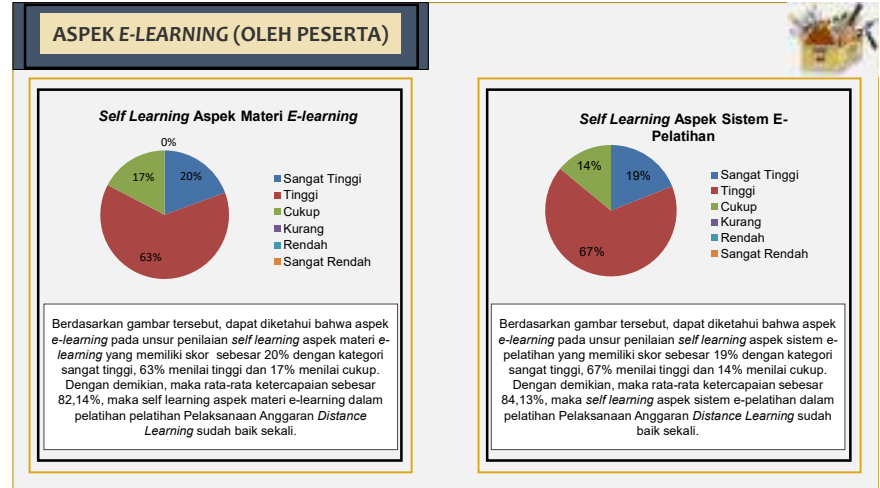 ASPEK E-LEARNING (OLEH PESERTA)
Self Learning Aspek Materi E-learning
0%
17%
20%
63%
Sangat Tinggi
Tinggi
Cukup
Kurang
Rendah
Sangat Rendah
Berdasarkan gambar tersebut, dapat diketahui bahwa aspek
e-learning pada unsur penilaian self learning aspek materi e-
learning yang memiliki skor sebesar 20% dengan kategori
sangat tinggi, 63% menilai tinggi dan 17% menilai cukup.
Dengan demikian, maka rata-rata ketercapaian sebesar
82,14%, maka self learning aspek materi e-learning dalam
pelatihan pelatihan Pelaksanaan Anggaran Distance
Learning sudah baik sekali.
Self Learning Aspek Sistem E-
Pelatihan
14%
19%
67%
Sangat Tinggi
Tinggi
Cukup
Kurang
Rendah
Sangat Rendah
Berdasarkan gambar tersebut, dapat diketahui bahwa aspek
e-learning pada unsur penilaian self learning aspek sistem e-
pelatihan yang memiliki skor sebesar 19% dengan kategori
sangat tinggi, 67% menilai tinggi dan 14% menilai cukup.
Dengan demikian, maka rata-rata ketercapaian sebesar
84,13%, maka self learning aspek sistem e-pelatihan dalam
pelatihan Pelaksanaan Anggaran Distance Learning sudah
baik sekali.